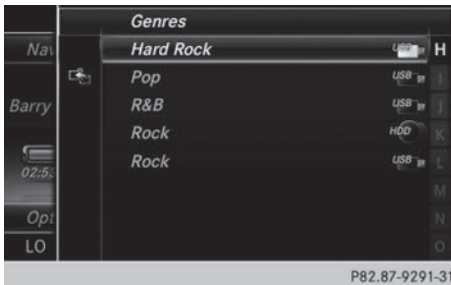 Genres
Nav
Hard Rock USB H
Pop USB I
Barry R&B USB J
Rock HDD K
02:53 Rock USB L
M
Opt N
LO O
P82.87-9291-31